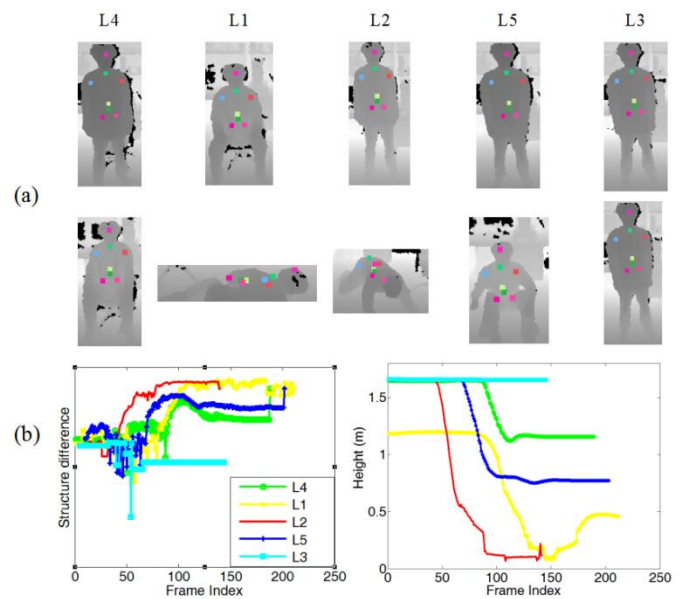 L4 L1 L2 L5 L3
(a)
(b)
Structure difference
0 50 100 150 200 250
Frame Index
L4
L1
L2
L5
L3
Height (m)
1.5
1
0.5
0
0 50 100 150 200 250
Frame Index